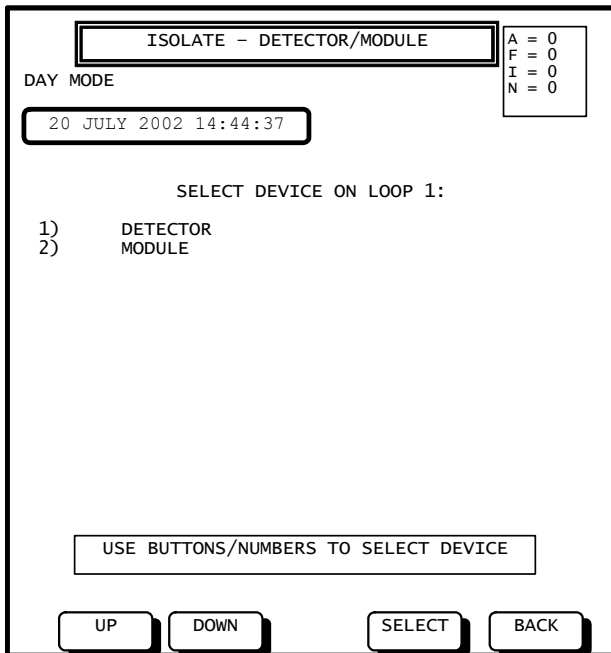 ISOLATE – DETECTOR/MODULE
A = 0
F = 0
I = 0
N = 0
DAY MODE
20 JULY 2002 14:44:37
SELECT DEVICE ON LOOP 1:
1) DETECTOR
2) MODULE
USE BUTTONS/NUMBERS TO SELECT DEVICE
UP DOWN SELECT BACK